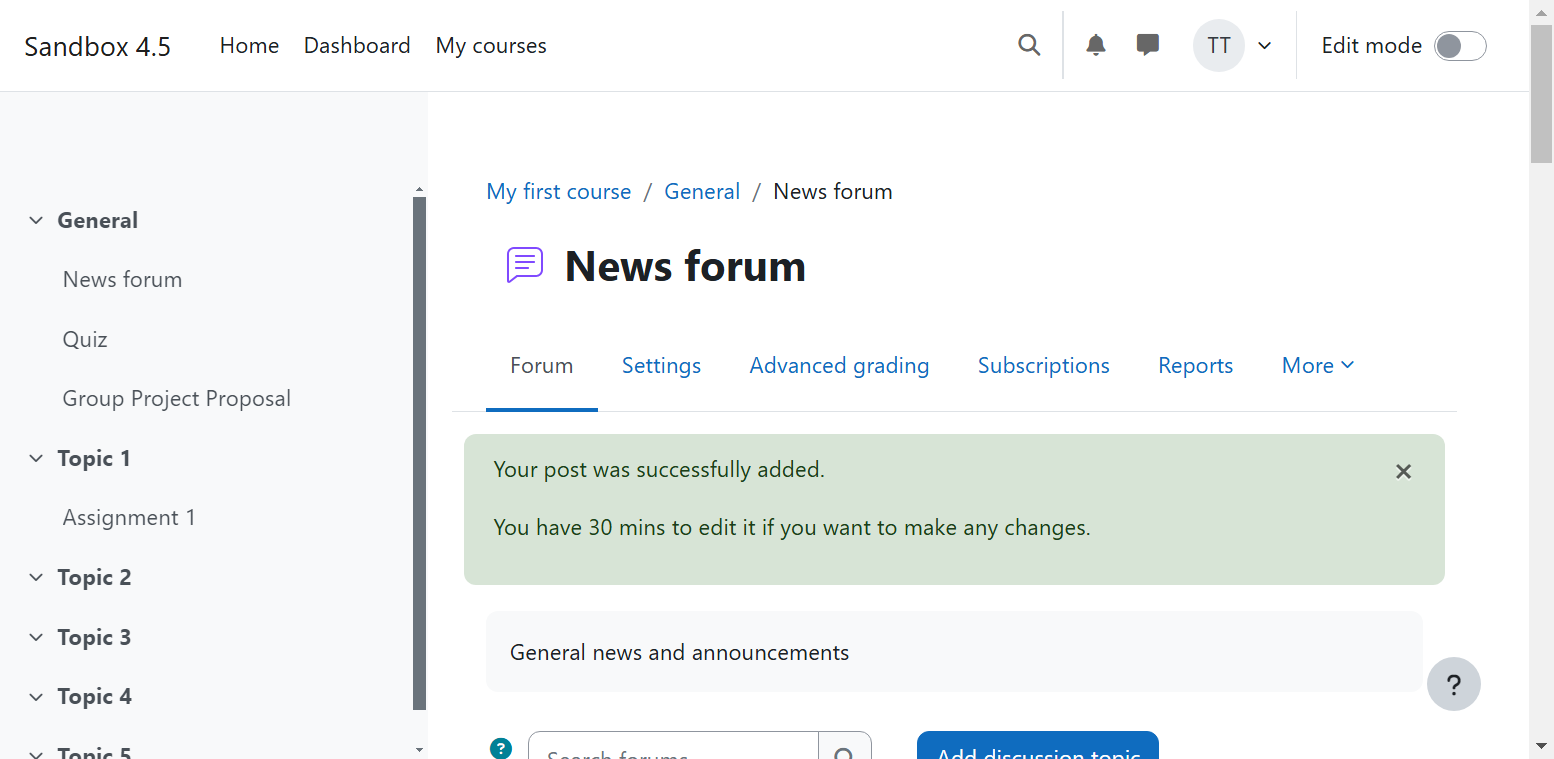 Sandbox 4.5 Home Dashboard My courses TT Edit mode
General
News forum
Quiz
Group Project Proposal
Topic 1
Assignment 1
Topic 2
Topic 3
Topic 4
Topic 5
My first course / General / News forum
News forum
Forum Settings Advanced grading Subscriptions Reports More
Your post was successfully added. ×
You have 30 mins to edit it if you want to make any changes.
General news and announcements
?
? Search forums Add discussion topic